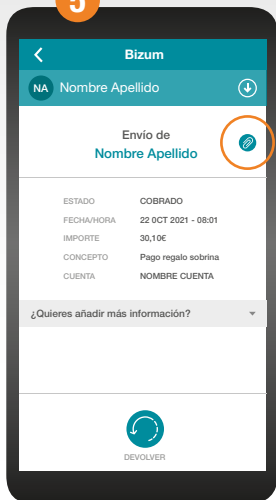 5
Bizum
NA Nombre Apellido
Envío de
Nombre Apellido
ESTADO COBRADO
FECHA/HORA 22 0CT 2021 - 08:01
IMPORTE 30,10€
CONCEPTO Pago regalo sobrina
CUENTA NOMBRE CUENTA
¿Quieres añadir más información?
DEVOLVER